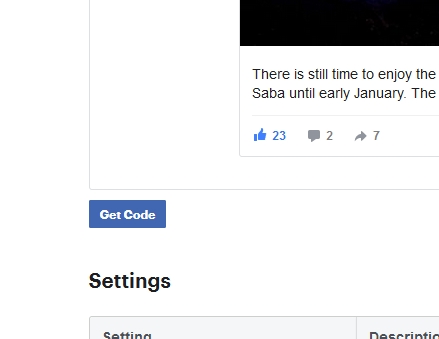 There is still time to enjoy the
Saba until early January. The
23 2 7
Get Code
Settings
Setting